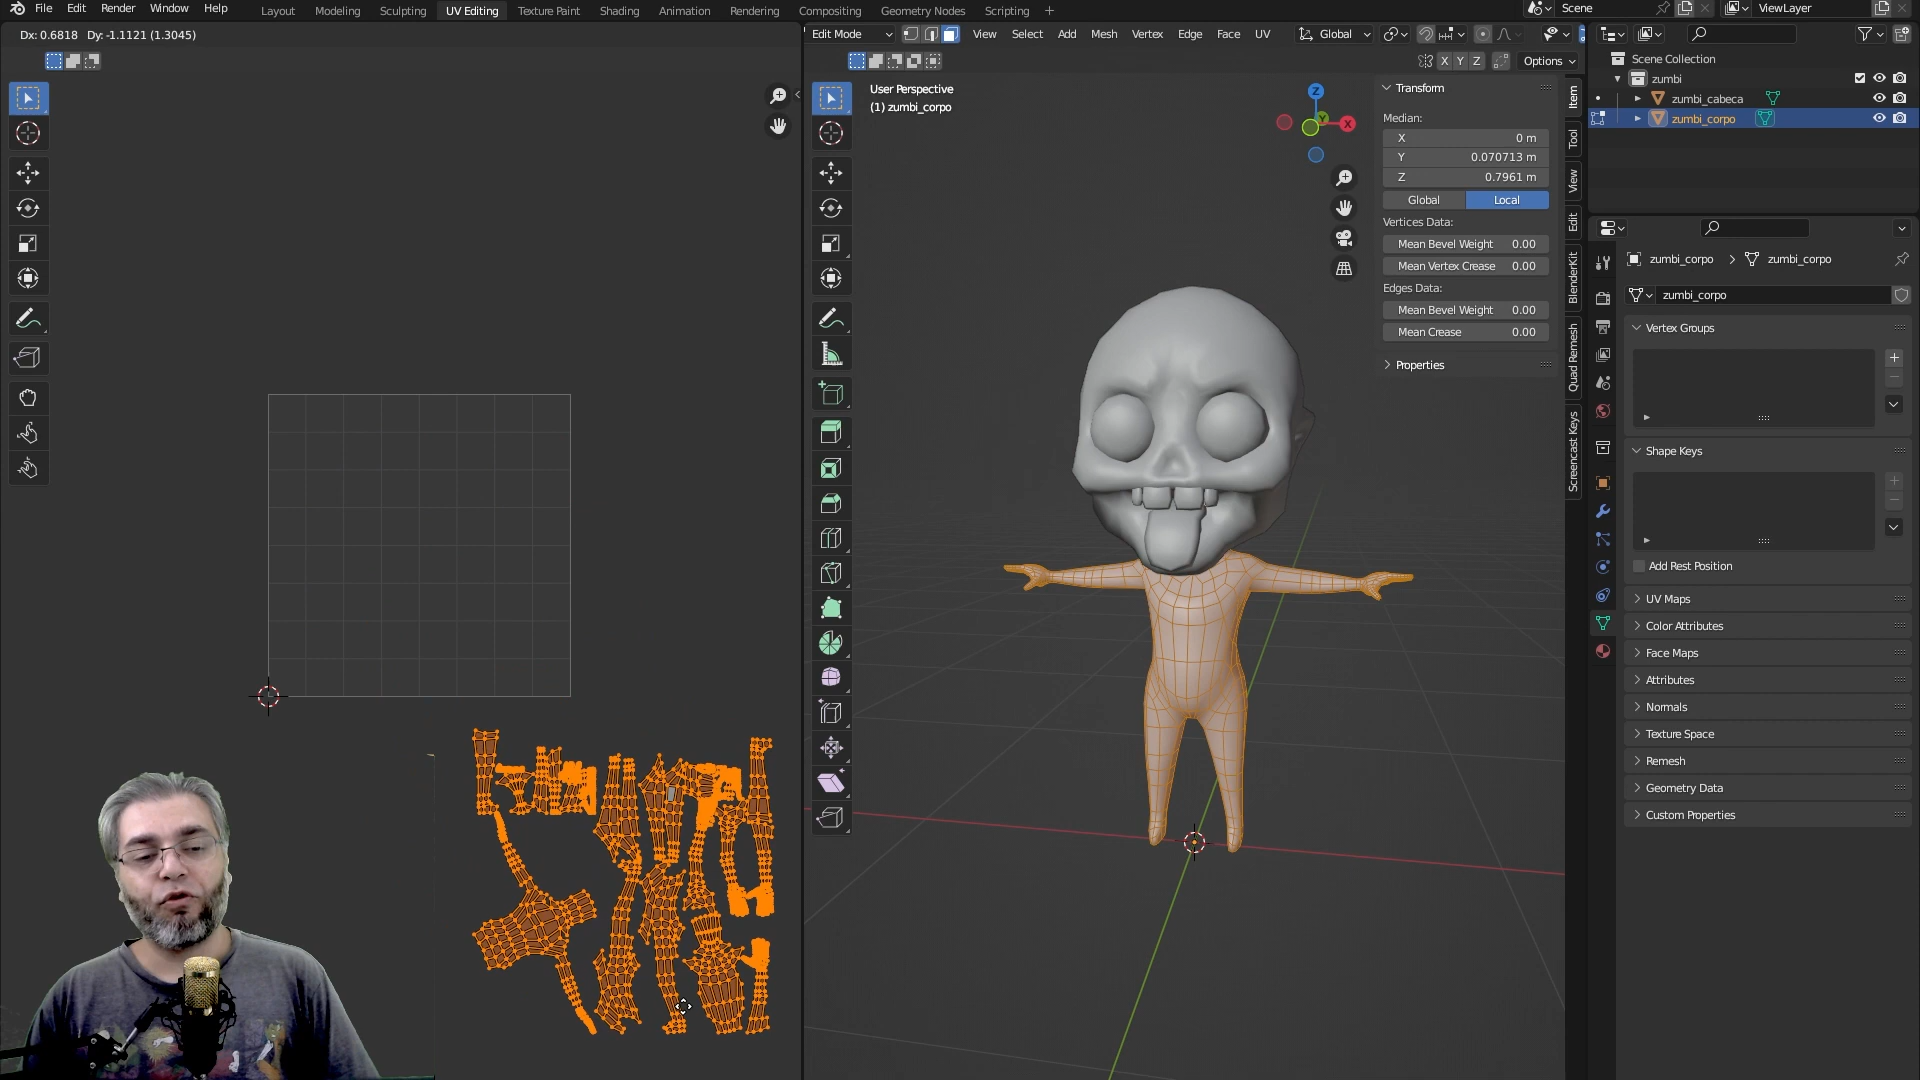 File Edit Render Window Help Layout Modeling Sculpting UV Editing Texture Paint Shading Animation Rendering Compositing Geometry Nodes Scripting + Scene ViewLayer
Dx: 0.6818 Dy: -1.1121 (1.3045)
Edit Mode View Select Add Mesh Vertex Edge Face UV Global
X Y Z Options
User Perspective
(1) zumbi_corpo
Z
Y
X
Transform
Median:
X 0 m
Y 0.070713 m
Z 0.7961 m
Global Local
Vertices Data:
Mean Bevel Weight 0.00
Mean Vertex Crease 0.00
Edges Data:
Mean Bevel Weight 0.00
Mean Crease 0.00
Properties
Item
Tool
View
Edit
BlenderKit
Quad Remesh
Screencast Keys
Scene Collection
zumbi
zumbi_cabeca
zumbi_corpo
zumbi_corpo > zumbi_corpo
zumbi_corpo
Vertex Groups
Shape Keys
Add Rest Position
UV Maps
Color Attributes
Face Maps
Attributes
Normals
Texture Space
Remesh
Geometry Data
Custom Properties